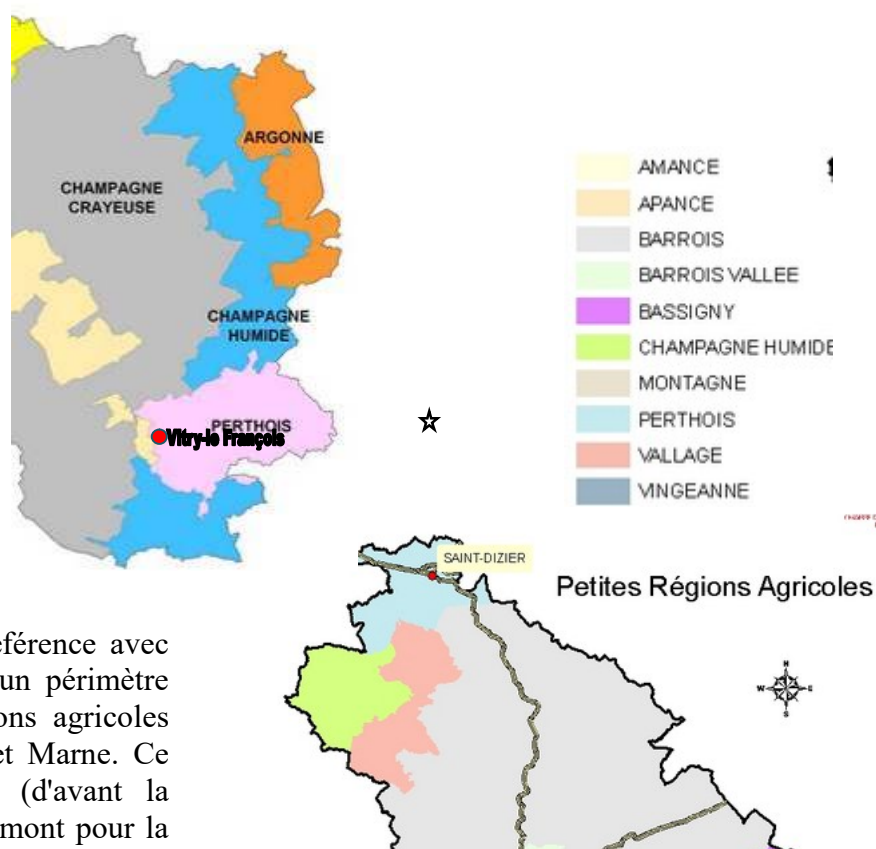 ARGONNE
CHAMPAGNE
CRAYEUSE
CHAMPAGNE
HUMIDE
PERTHOIS
Vitry-le François
AMANCE
APANCE
BARROIS
BARROIS VALLEE
BASSIGNY
CHAMPAGNE HUMIDE
MONTAGNE
PERTHOIS
VALLAGE
VINGEANNE
SAINT-DIZIER
Petites Régions Agricoles
N
W E
S
éférence avec
un périmètre
ons agricoles
et Marne. Ce
(d'avant la
mont pour la